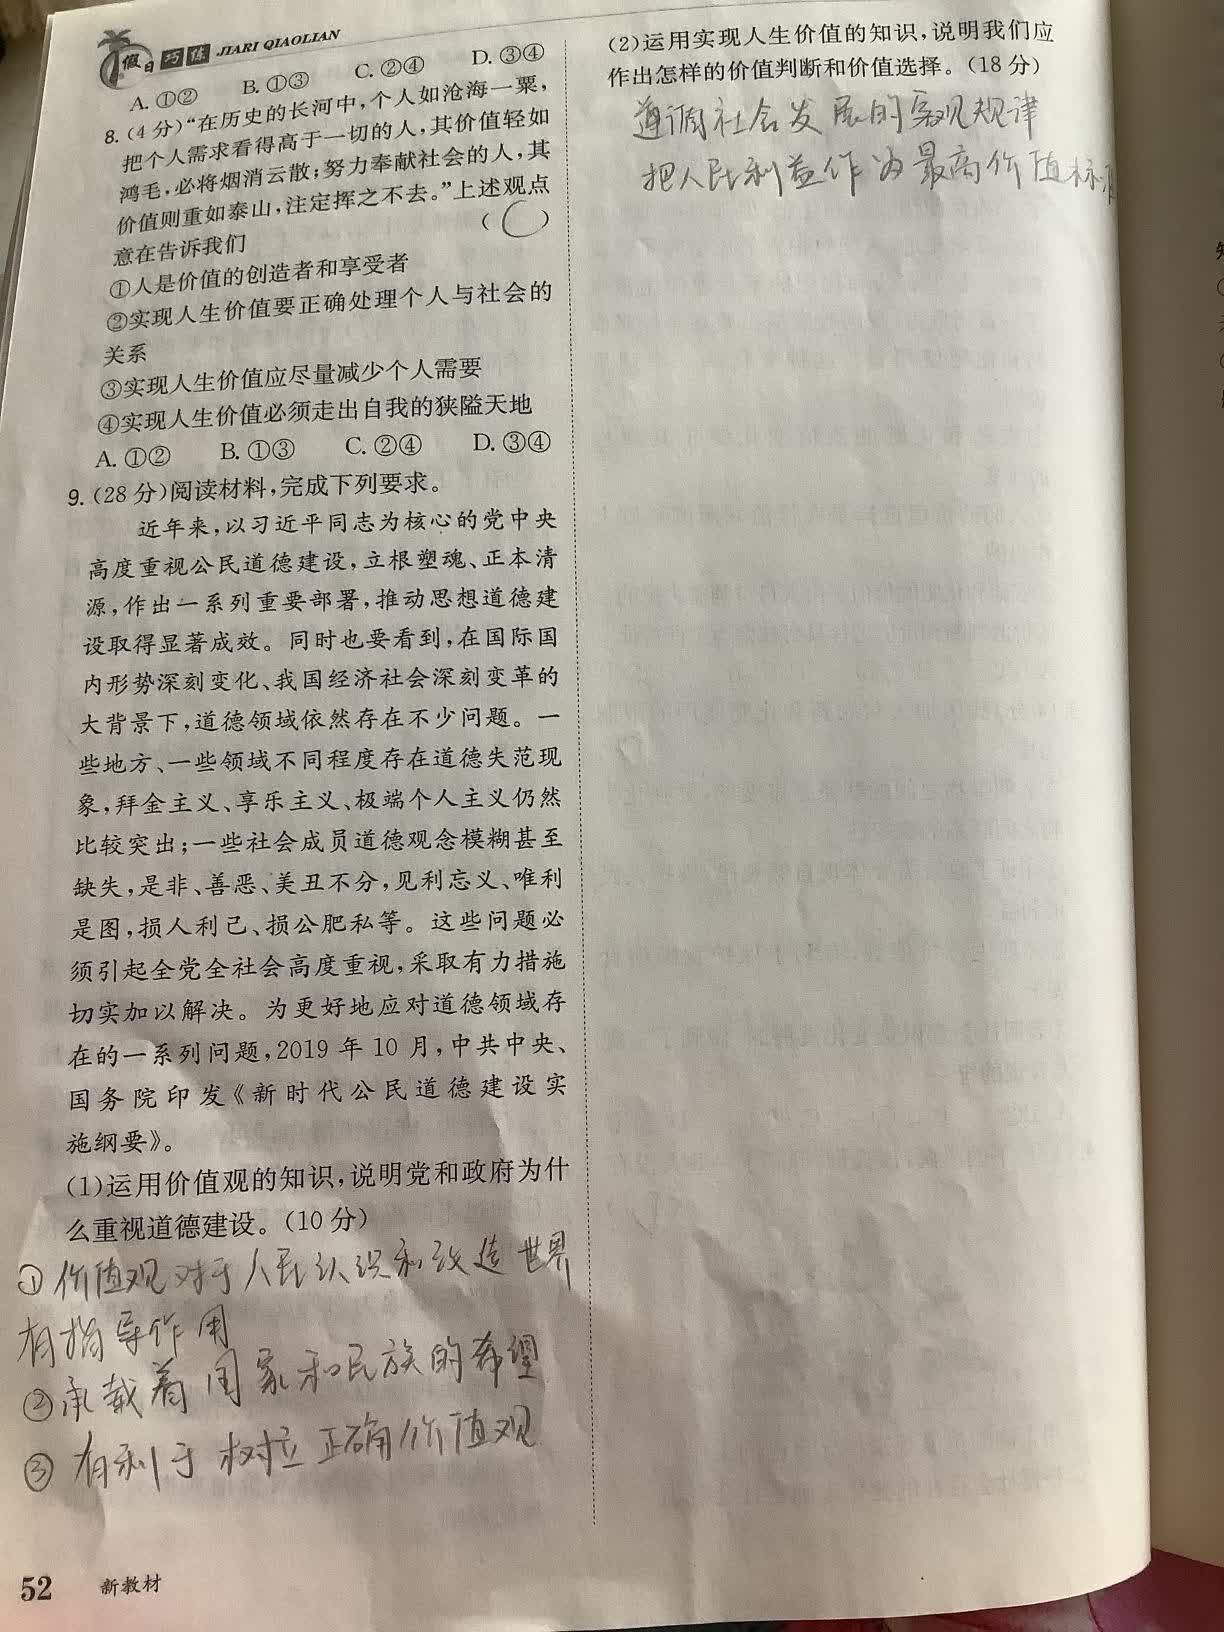 假日巧练 JIARI QIAOLIAN
A. ①② B. ①③ C. ②④ D. ③④
8. (4分)“在历史的长河中,个人如沧海一粟,
把个人需求看得高于一切的人,其价值轻如
鸿毛,必将烟消云散;努力奉献社会的人,其
价值则重如泰山,注定挥之不去。”上述观点
意在告诉我们 (C)
①人是价值的创造者和享受者
②实现人生价值要正确处理个人与社会的
关系
③实现人生价值应尽量减少个人需要
④实现人生价值必须走出自我的狭隘天地
A. ①② B. ①③ C. ②④ D. ③④
9. (28分)阅读材料,完成下列要求。
近年来,以习近平同志为核心的党中央
高度重视公民道德建设,立根塑魂、正本清
源,作出一系列重要部署,推动思想道德建
设取得显著成效。同时也要看到,在国际国
内形势深刻变化、我国经济社会深刻变革的
大背景下,道德领域依然存在不少问题。一
些地方、一些领域不同程度存在道德失范现
象,拜金主义、享乐主义、极端个人主义仍然
比较突出;一些社会成员道德观念模糊甚至
缺失,是非、善恶、美丑不分,见利忘义、唯利
是图,损人利己、损公肥私等。这些问题必
须引起全党全社会高度重视,采取有力措施
切实加以解决。为更好地应对道德领域存
在的一系列问题,2019年10月,中共中央、
国务院印发《新时代公民道德建设实
施纲要》。
(1)运用价值观的知识,说明党和政府为什
么重视道德建设。(10分)
①价值观对于人民认识和改造世界
有指导作用
②承载着国家和民族的希望
③有利于树立正确价值观
52 新教材
(2)运用实现人生价值的知识,说明我们应
作出怎样的价值判断和价值选择。(18分)
遵循社会发展的客观规律
把人民利益作为最高价值标准